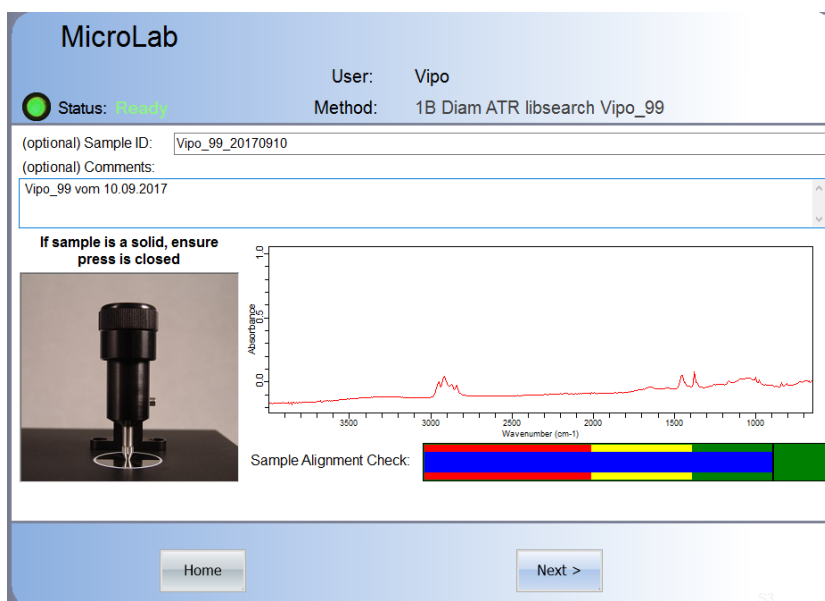 MicroLab
User: Vipo
Status: Ready
Method: 1B Diam ATR libsearch Vipo_99
(optional) Sample ID: Vipo_99_20170910
(optional) Comments:
Vipo_99 vom 10.09.2017
If sample is a solid, ensure
press is closed
1.0
0.5
0.0
Absorbance
3500 3000 2500 2000 1500 1000
Wavenumber (cm-1)
Sample Alignment Check:
Home
Next >
S3